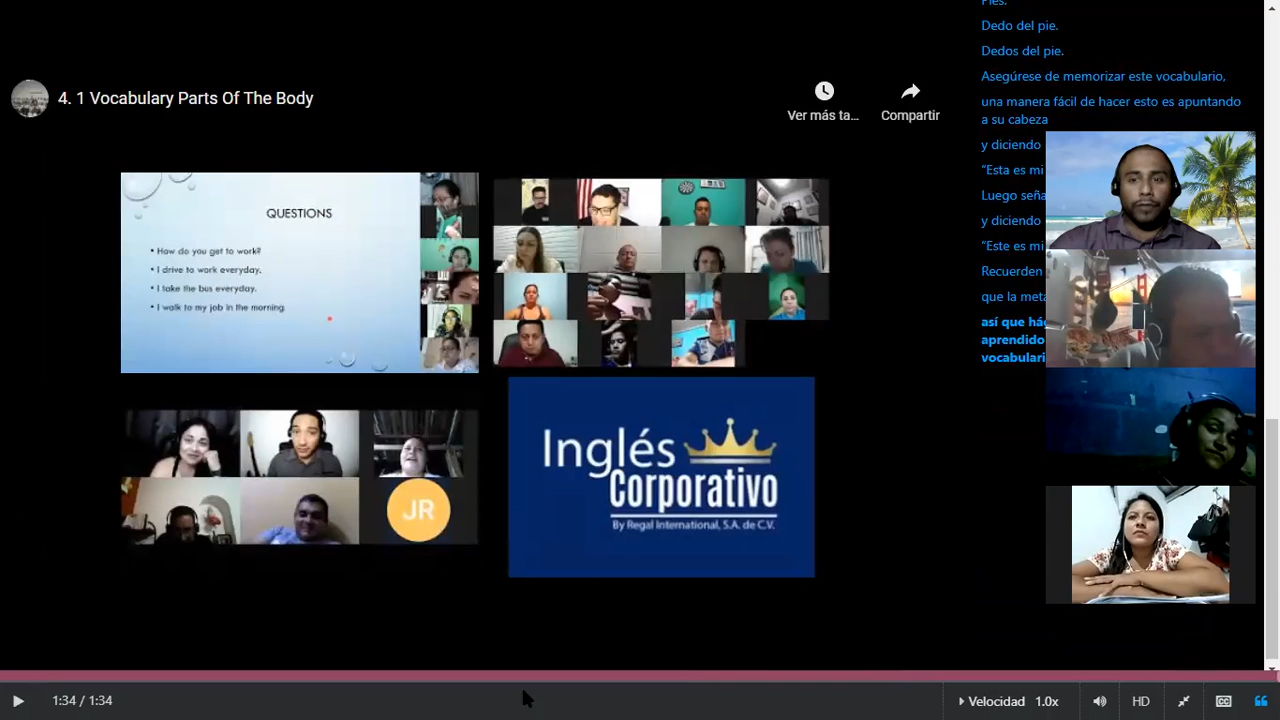 Pies.
Dedo del pie.
Dedos del pie.
Asegúrese de memorizar este vocabulario,
una manera fácil de hacer esto es apuntando
a su cabeza
y diciendo
“Esta es mi
Luego seña
y diciendo
“Este es mi
Recuerden
que la meta
así que hág
aprendido
vocabulari
4. 1 Vocabulary Parts Of The Body
Ver más ta...
Compartir
QUESTIONS
• How do you get to work?
• I drive to work everyday.
• I take the bus everyday.
• I walk to my job in the morning
JR
Inglés
Corporativo
By Regal International, S.A. de C.V.
1:34 / 1:34
Velocidad 1.0x
HD
CC